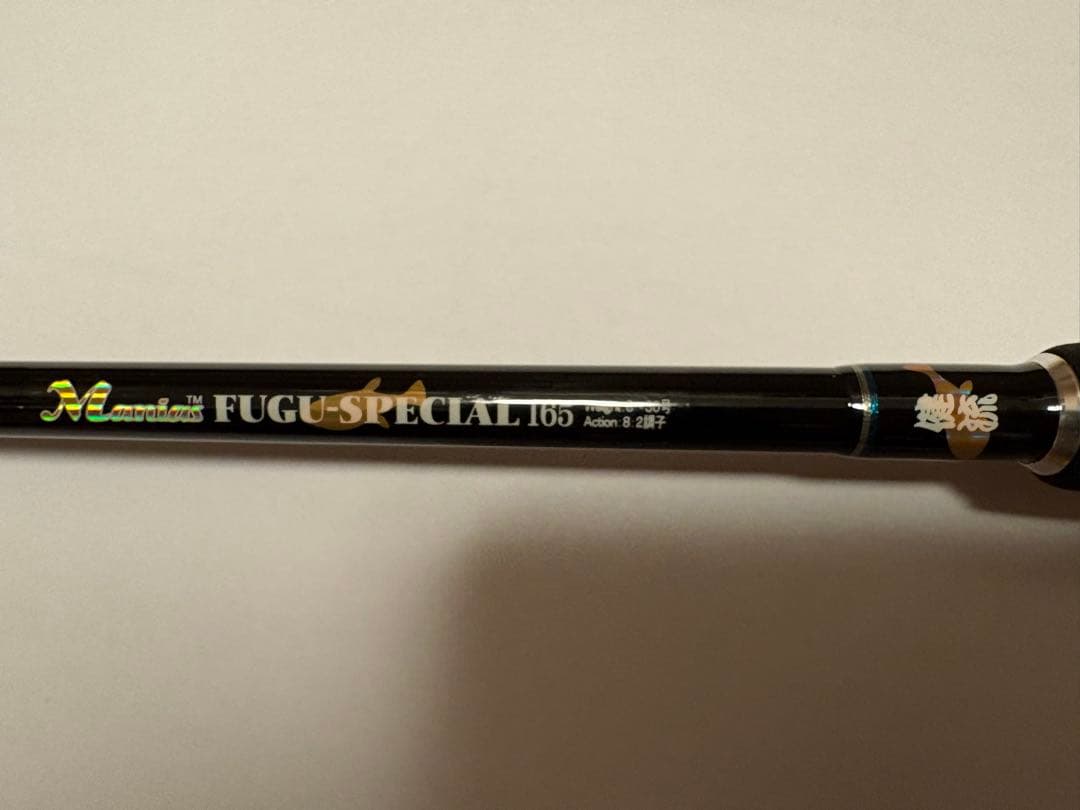 Manias™ FUGU-SPECIAL 165
Action: 8:2調子